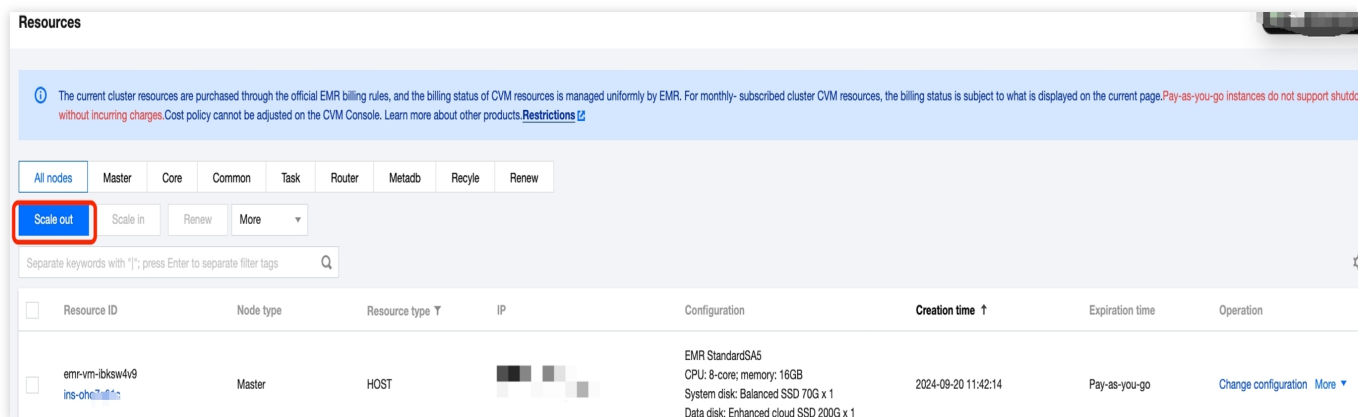 Resources
The current cluster resources are purchased through the official EMR billing rules, and the billing status of CVM resources is managed uniformly by EMR. For monthly- subscribed cluster CVM resources, the billing status is subject to what is displayed on the current page.Pay-as-you-go instances do not support
without incurring charges.Cost policy cannot be adjusted on the CVM Console. Learn more about other products.Restrictions
All nodes Master Core Common Task Router Metadb Recyle Renew
Scale out Scale in Renew More
Separate keywords with "|"; press Enter to separate filter tags
Resource ID Node type Resource type IP Configuration Creation time ↑ Expiration time Operation
EMR StandardSA5
emr-vm-ibksw4v9 CPU: 8-core; memory: 16GB
Master HOST 2024-09-20 11:42:14 Pay-as-you-go Change configuration More
System disk: Balanced SSD 70G x 1
Data disk: Enhanced cloud SSD 200G x 1